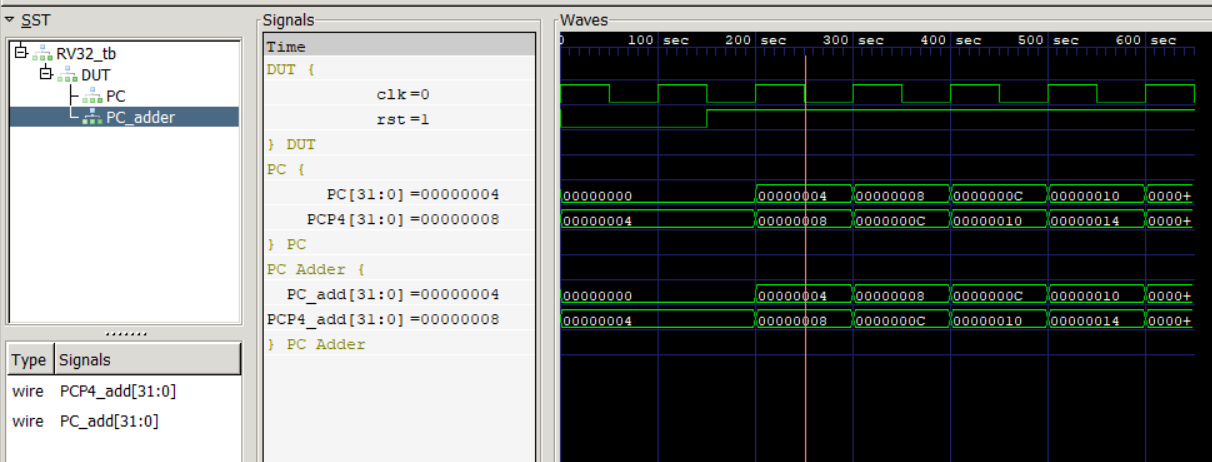 SST
RV32_tb
DUT
PC
PC_adder
Type Signals
wire PCP4_add[31:0]
wire PC_add[31:0]
Signals
Time
DUT {
clk=0
rst=1
} DUT
PC {
PC[31:0]=00000004
PCP4[31:0]=00000008
} PC
PC Adder {
PC_add[31:0]=00000004
PCP4_add[31:0]=00000008
} PC Adder
Waves
0 100 sec 200 sec 300 sec 400 sec 500 sec 600 sec
00000000 00000004 00000008 0000000C 00000010 0000+
00000004 00000008 0000000C 00000010 00000014 0000+
00000000 00000004 00000008 0000000C 00000010 0000+
00000004 00000008 0000000C 00000010 00000014 0000+